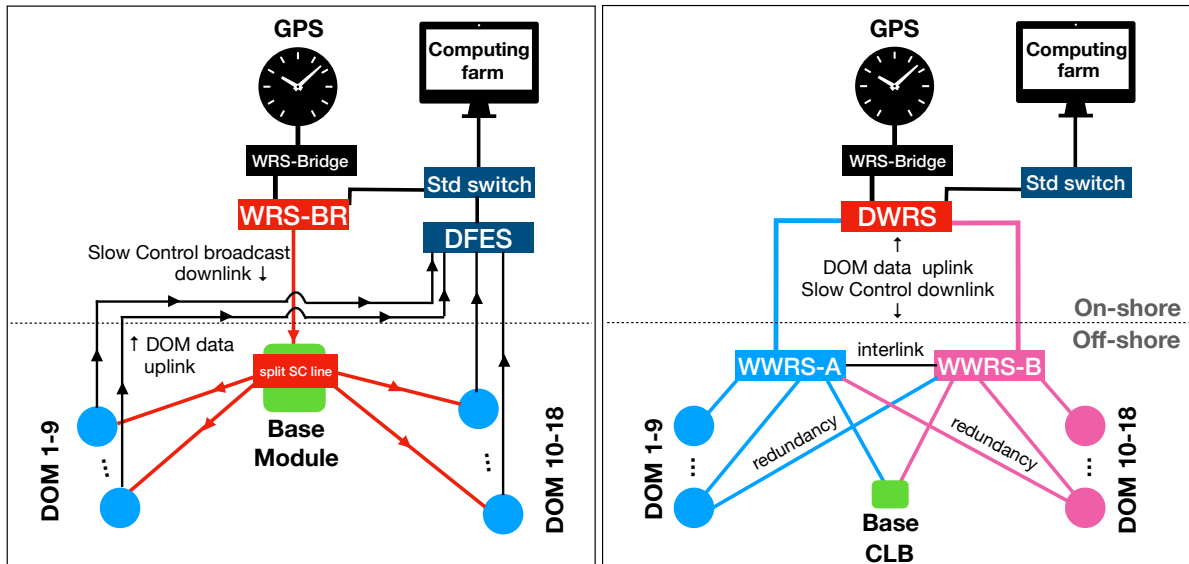 GPS
Computing
farm
WRS-Bridge
Std switch
WRS-BR
DFES
Slow Control broadcast
downlink ↓
↑ DOM data
uplink
split SC line
Base
Module
DOM 1-9
...
DOM 10-18
...
GPS
Computing
farm
WRS-Bridge
Std switch
DWRS
↑
DOM data uplink
Slow Control downlink
↓
On-shore
Off-shore
interlink
WWRS-A
WWRS-B
redundancy
redundancy
DOM 1-9
...
DOM 10-18
...
Base
CLB